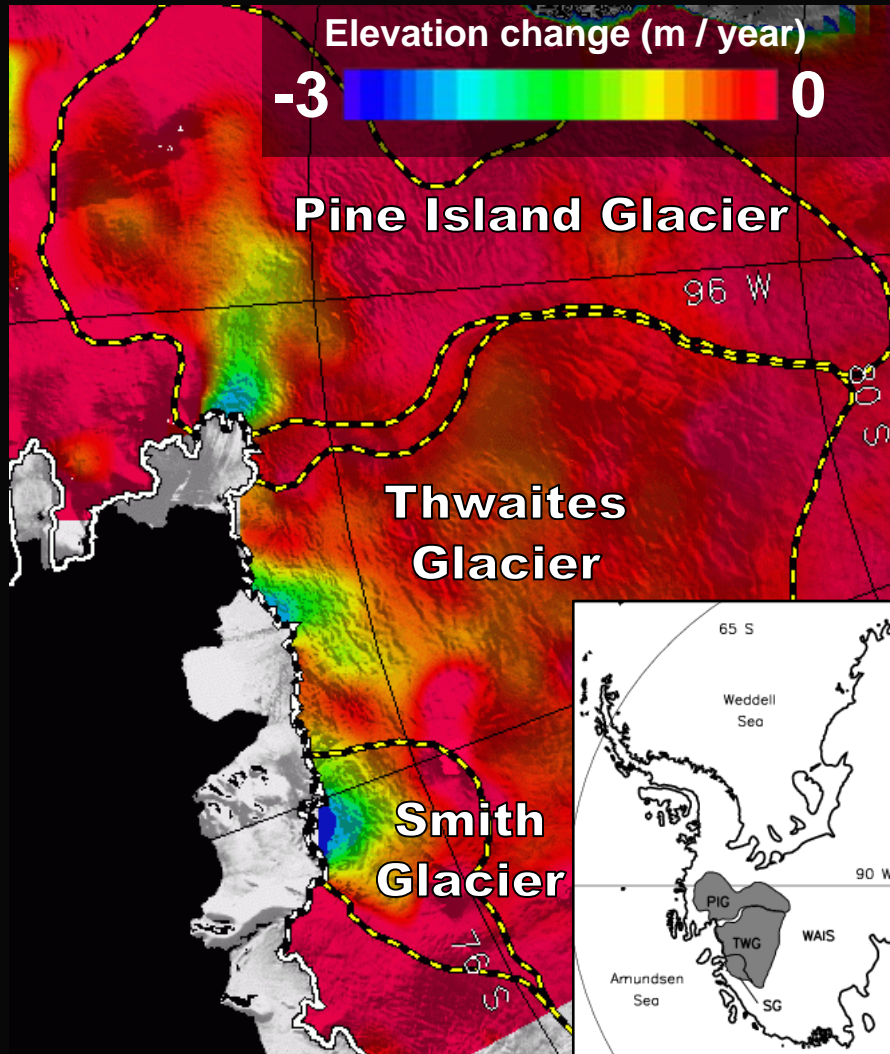 Elevation change (m / year)
-3
0
Pine Island Glacier
96 W
80 S
Thwaites
Glacier
Smith
Glacier
76 S
65 S
Weddell
Sea
90 W
PIG
TWG
WAIS
Amundsen
Sea
SG